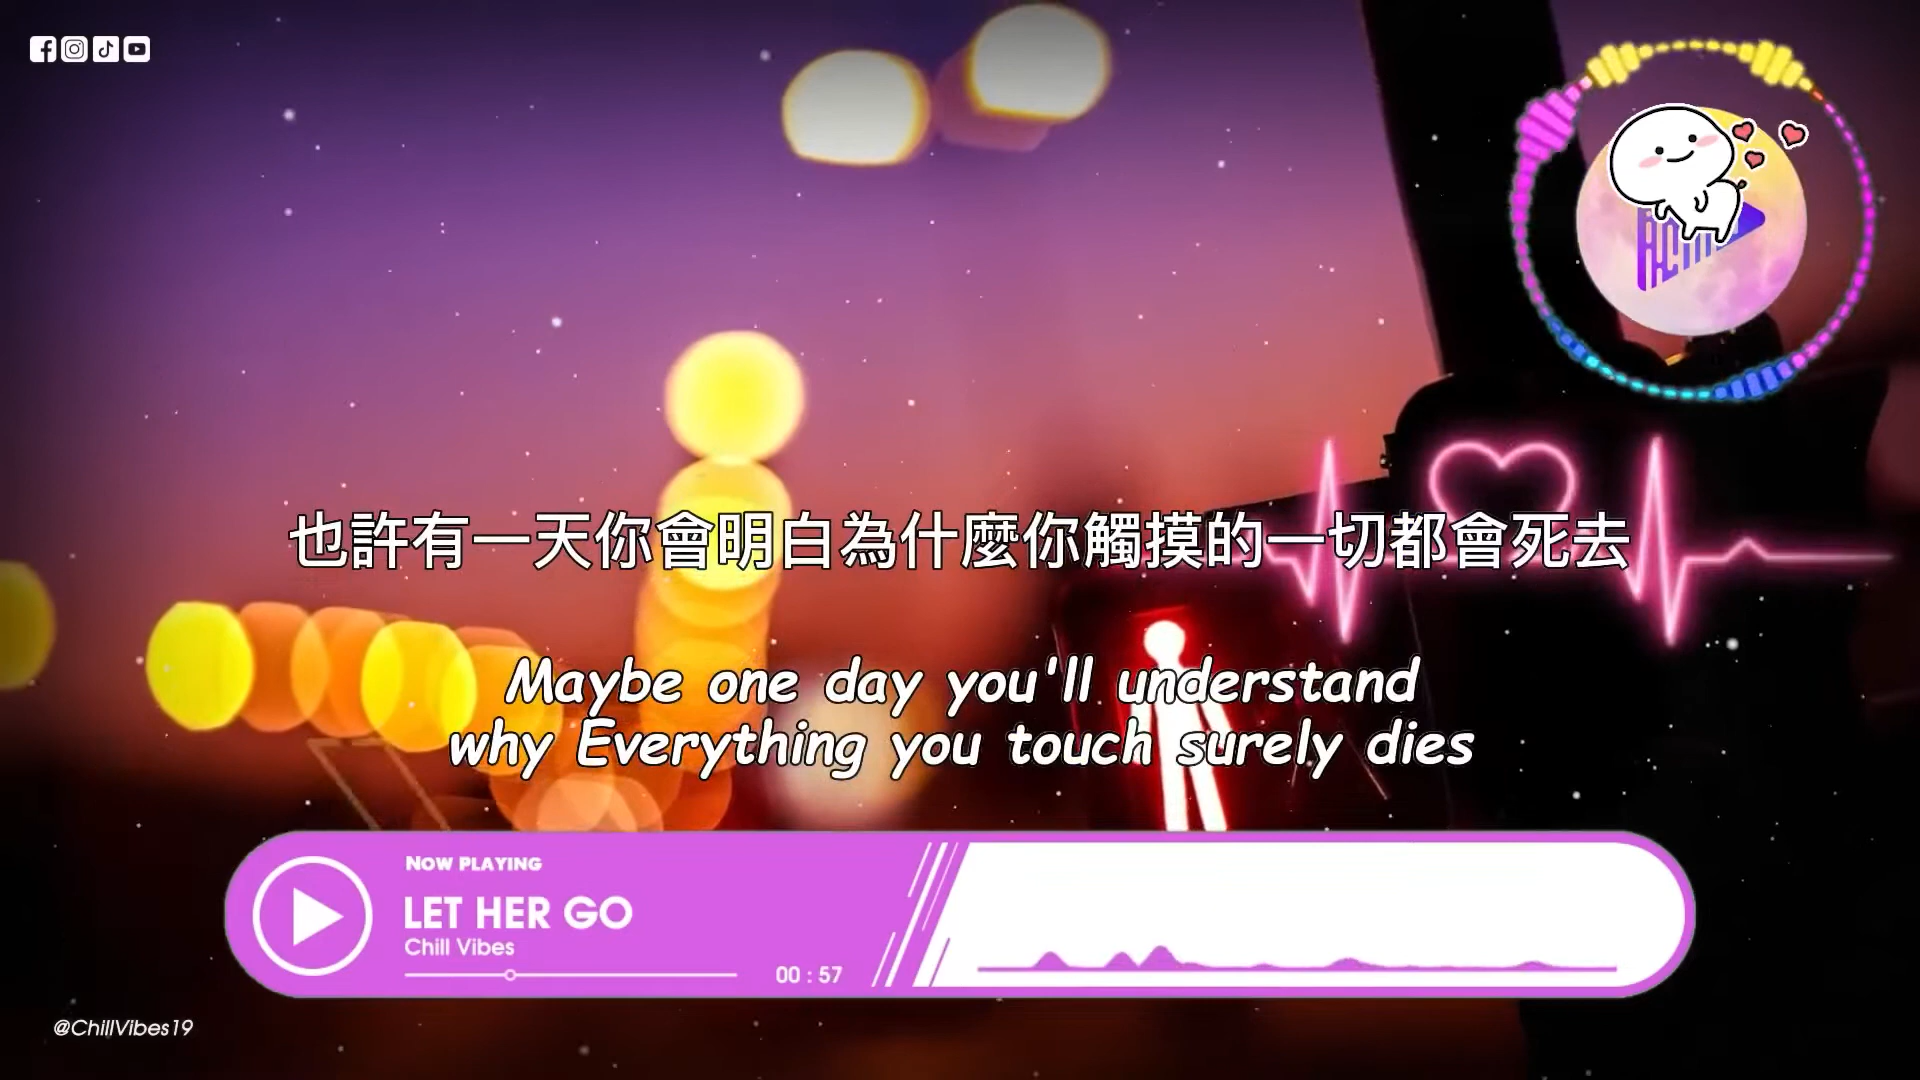 也許有一天你會明白為什麼你觸摸的一切都會死去
Maybe one day you'll understand
why Everything you touch surely dies
NOW PLAYING
LET HER GO
Chill Vibes
00 : 57
@ChillVibes19